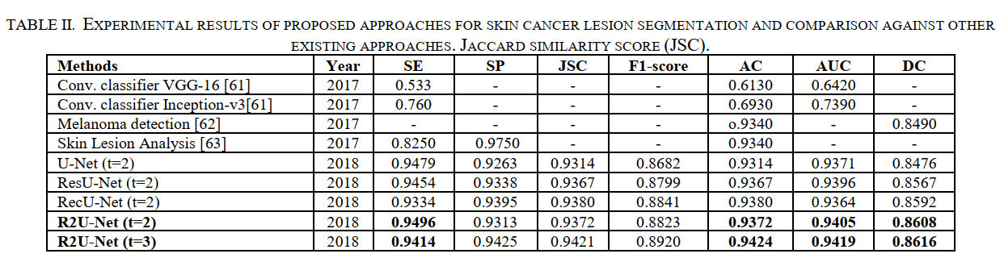 TABLE II. EXPERIMENTAL RESULTS OF PROPOSED APPROACHES FOR SKIN CANCER LESION SEGMENTATION AND COMPARISON AGAINST OTHER
EXISTING APPROACHES. JACCARD SIMILARITY SCORE (JSC).
Methods Year SE SP JSC F1-score AC AUC DC
Conv. classifier VGG-16 [61] 2017 0.533 - - - 0.6130 0.6420 -
Conv. classifier Inception-v3[61] 2017 0.760 - - - 0.6930 0.7390 -
Melanoma detection [62] 2017 - - - - o.9340 - 0.8490
Skin Lesion Analysis [63] 2017 0.8250 0.9750 - - 0.9340 - -
U-Net (t=2) 2018 0.9479 0.9263 0.9314 0.8682 0.9314 0.9371 0.8476
ResU-Net (t=2) 2018 0.9454 0.9338 0.9367 0.8799 0.9367 0.9396 0.8567
RecU-Net (t=2) 2018 0.9334 0.9395 0.9380 0.8841 0.9380 0.9364 0.8592
R2U-Net (t=2) 2018 0.9496 0.9313 0.9372 0.8823 0.9372 0.9405 0.8608
R2U-Net (t=3) 2018 0.9414 0.9425 0.9421 0.8920 0.9424 0.9419 0.8616